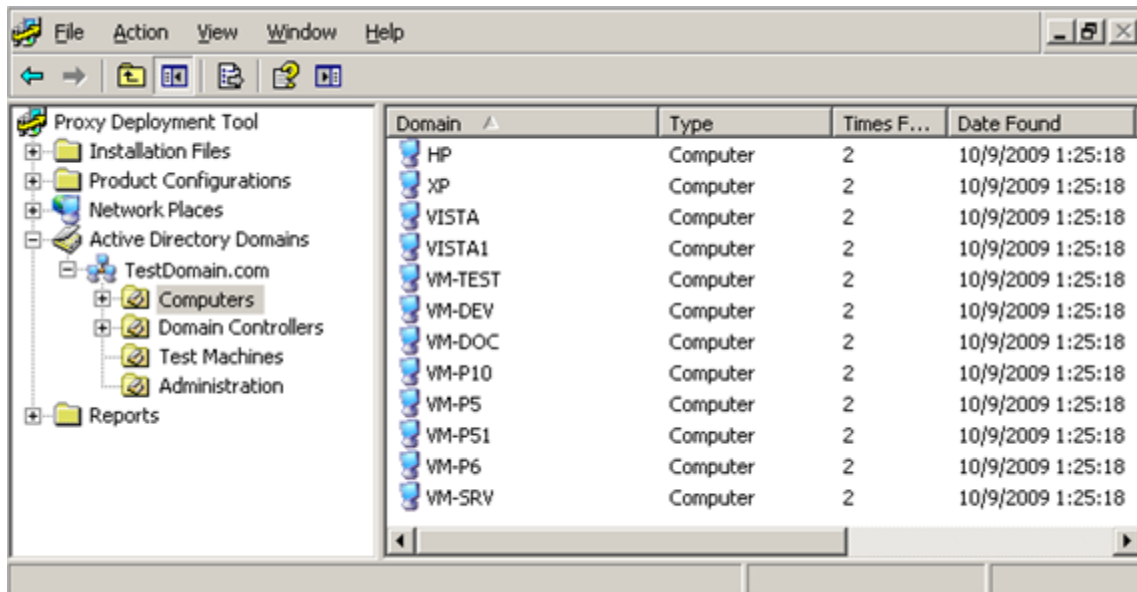 File Action View Window Help
Proxy Deployment Tool
Installation Files
Product Configurations
Network Places
Active Directory Domains
TestDomain.com
Computers
Domain Controllers
Test Machines
Administration
Reports
Domain Type Times F... Date Found
HP Computer 2 10/9/2009 1:25:18
XP Computer 2 10/9/2009 1:25:18
VISTA Computer 2 10/9/2009 1:25:18
VISTA1 Computer 2 10/9/2009 1:25:18
VM-TEST Computer 2 10/9/2009 1:25:18
VM-DEV Computer 2 10/9/2009 1:25:18
VM-DOC Computer 2 10/9/2009 1:25:18
VM-P10 Computer 2 10/9/2009 1:25:18
VM-P5 Computer 2 10/9/2009 1:25:18
VM-P51 Computer 2 10/9/2009 1:25:18
VM-P6 Computer 2 10/9/2009 1:25:18
VM-SRV Computer 2 10/9/2009 1:25:18